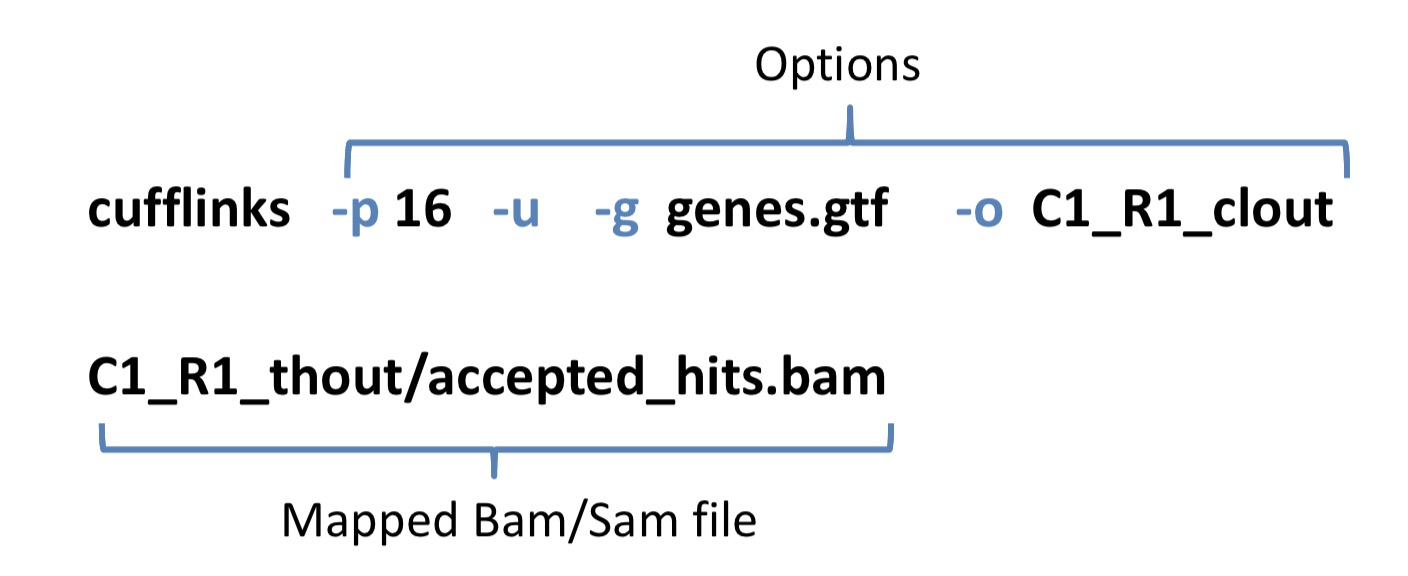 Options
cufflinks -p 16 -u -g genes.gtf -o C1_R1_clout
C1_R1_thout/accepted_hits.bam
Mapped Bam/Sam file